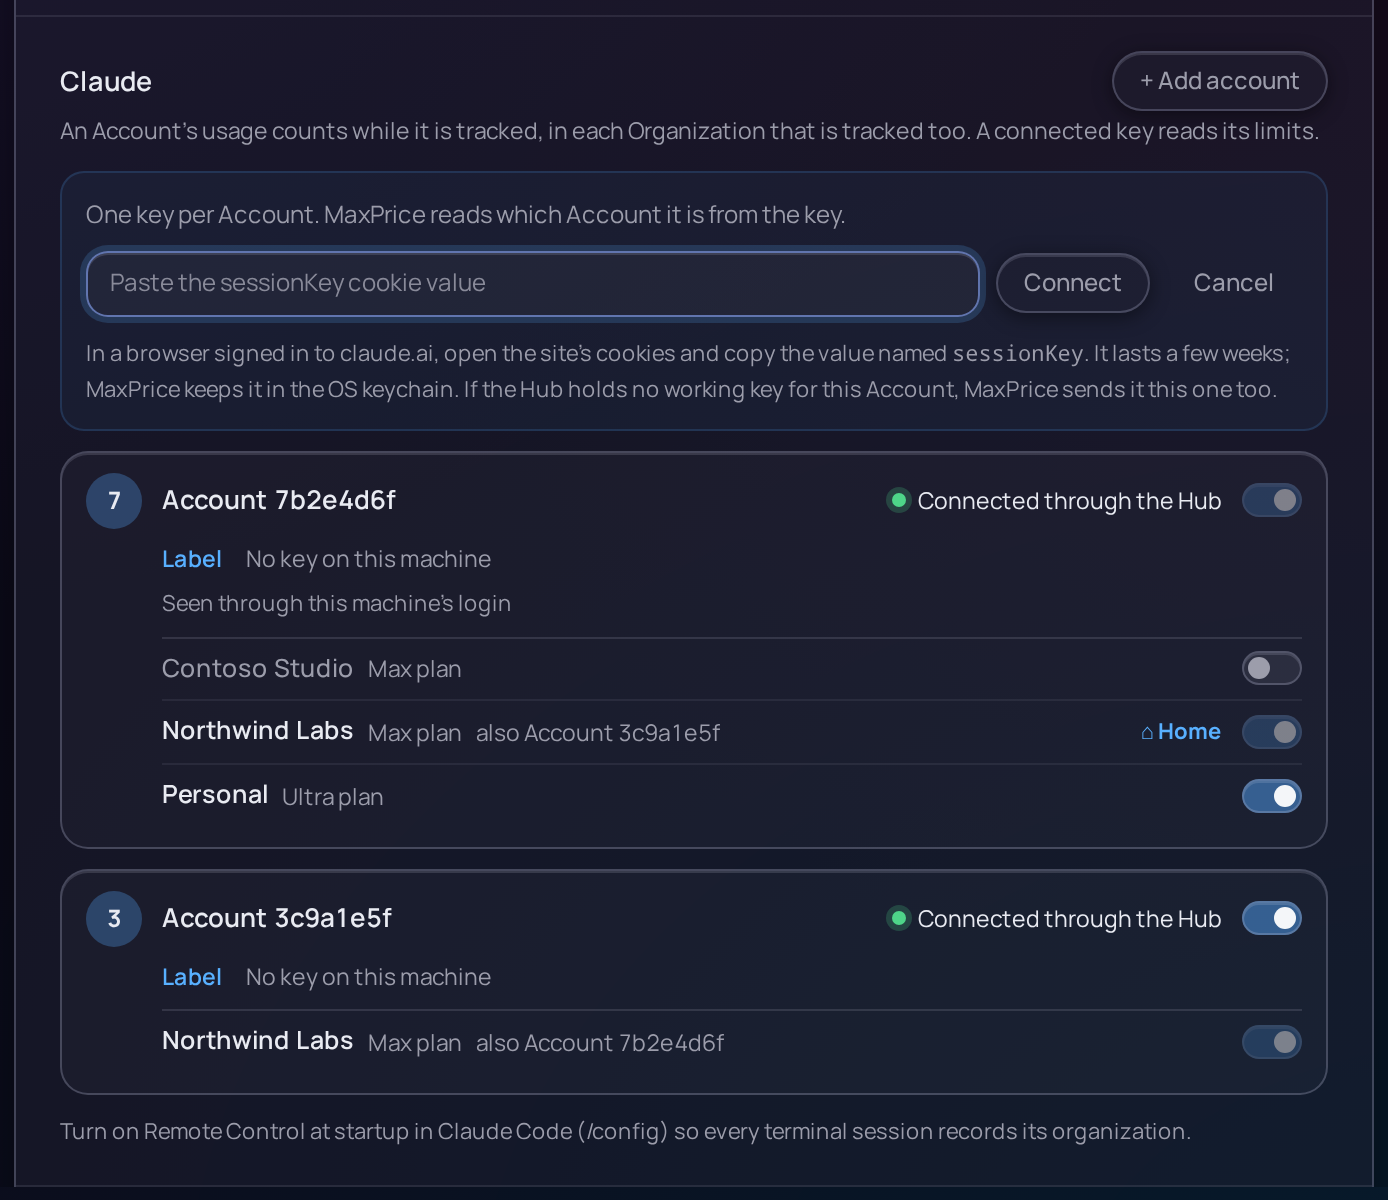 Claude
+ Add account
An Account's usage counts while it is tracked, in each Organization that is tracked too. A connected key reads its limits.
One key per Account. MaxPrice reads which Account it is from the key.
Paste the sessionKey cookie value
Connect
Cancel
In a browser signed in to claude.ai, open the site's cookies and copy the value named sessionKey. It lasts a few weeks;
MaxPrice keeps it in the OS keychain. If the Hub holds no working key for this Account, MaxPrice sends it this one too.
7
Account 7b2e4d6f
Connected through the Hub
Label
No key on this machine
Seen through this machine's login
Contoso Studio Max plan
Northwind Labs Max plan also Account 3c9a1e5f
⌂ Home
Personal Ultra plan
3
Account 3c9a1e5f
Connected through the Hub
Label
No key on this machine
Northwind Labs Max plan also Account 7b2e4d6f
Turn on Remote Control at startup in Claude Code (/config) so every terminal session records its organization.